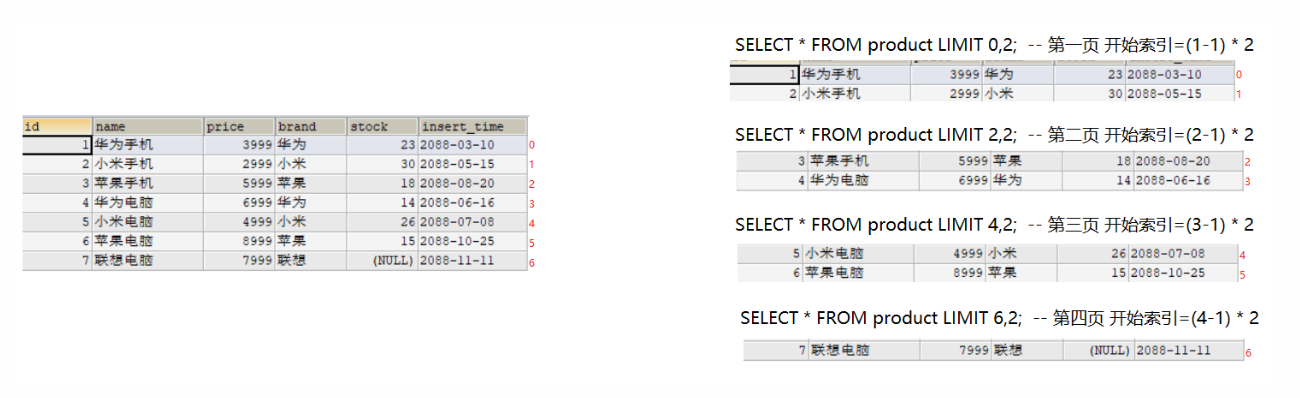 id name price brand stock insert_time
1 华为手机 3999 华为 23 2088-03-10 0
2 小米手机 2999 小米 30 2088-05-15 1
3 苹果手机 5999 苹果 18 2088-08-20 2
4 华为电脑 6999 华为 14 2088-06-16 3
5 小米电脑 4999 小米 26 2088-07-08 4
6 苹果电脑 8999 苹果 15 2088-10-25 5
7 联想电脑 7999 联想 (NULL) 2088-11-11 6
SELECT * FROM product LIMIT 0,2; -- 第一页 开始索引=(1-1) * 2
1 华为手机 3999 华为 23 2088-03-10 0
2 小米手机 2999 小米 30 2088-05-15 1
SELECT * FROM product LIMIT 2,2; -- 第二页 开始索引=(2-1) * 2
3 苹果手机 5999 苹果 18 2088-08-20 2
4 华为电脑 6999 华为 14 2088-06-16 3
SELECT * FROM product LIMIT 4,2; -- 第三页 开始索引=(3-1) * 2
5 小米电脑 4999 小米 26 2088-07-08 4
6 苹果电脑 8999 苹果 15 2088-10-25 5
SELECT * FROM product LIMIT 6,2; -- 第四页 开始索引=(4-1) * 2
7 联想电脑 7999 联想 (NULL) 2088-11-11 6